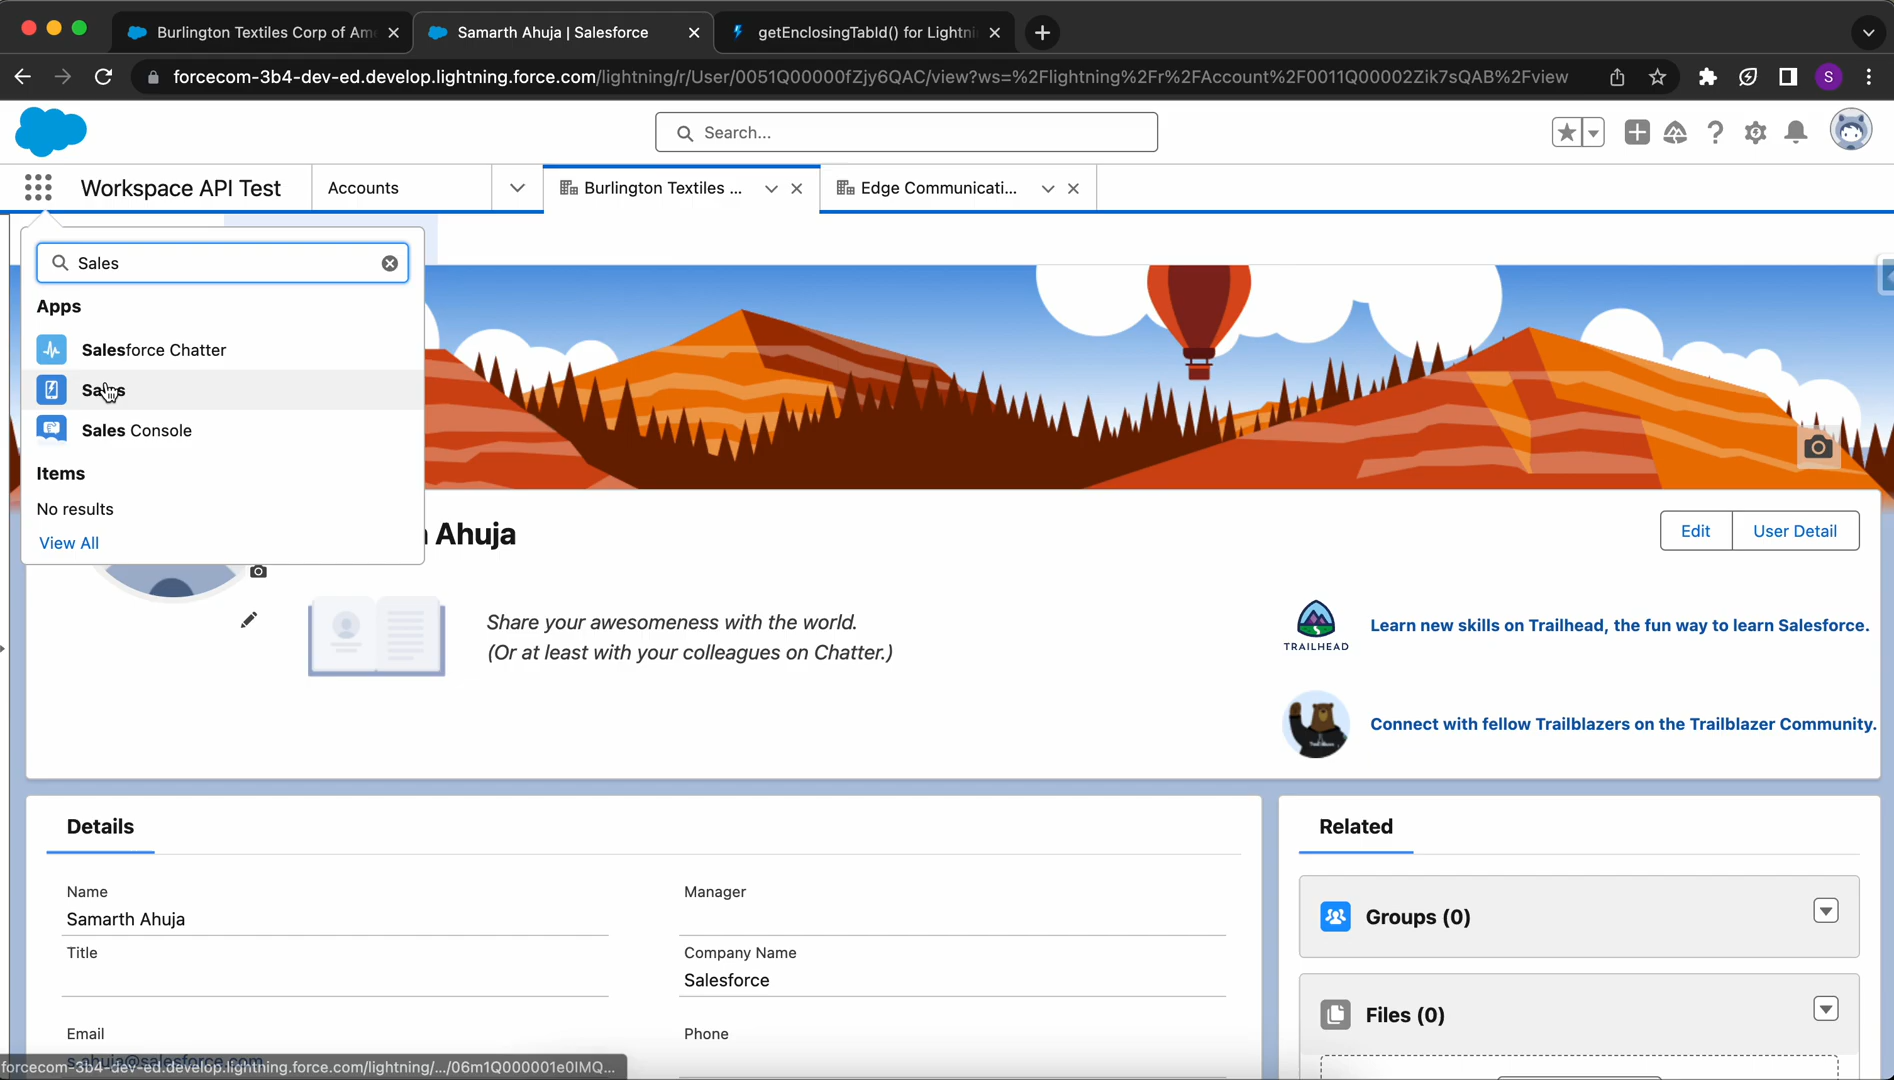 Burlington Textiles Corp of Am
Samarth Ahuja | Salesforce
getEnclosingTabId() for Lightni
forcecom-3b4-dev-ed.develop.lightning.force.com/lightning/r/User/0051Q00000fZjy6QAC/view?ws=%2Flightning%2Fr%2FAccount%2F0011Q00002Zik7sQAB%2Fview
S
Search...
Workspace API Test
Accounts
Burlington Textiles ...
Edge Communicati...
Sales
Apps
Salesforce Chatter
Sales
Sales Console
Items
No results
View All
Ahuja
Edit
User Detail
Share your awesomeness with the world.
(Or at least with your colleagues on Chatter.)
TRAILHEAD
Learn new skills on Trailhead, the fun way to learn Salesforce.
Connect with fellow Trailblazers on the Trailblazer Community.
Details
Related
Name
Samarth Ahuja
Manager
Title
Company Name
Salesforce
Groups (0)
Files (0)
Email
Phone
s.ahuja@salesforce.com
forcecom-3b4-dev-ed.develop.lightning.force.com/lightning/.../06m1Q000001e0IMQ...